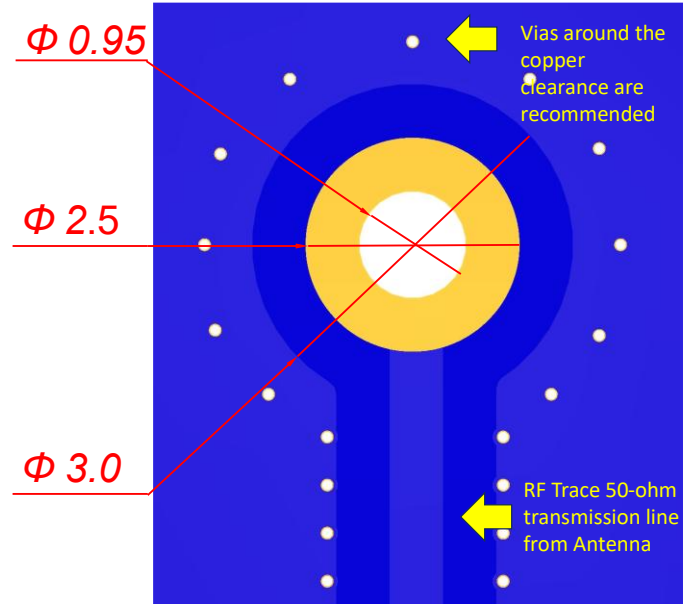 Φ 0.95
Vias around the
copper
clearance are
recommended
Φ 2.5
Φ 3.0
RF Trace 50-ohm
transmission line
from Antenna